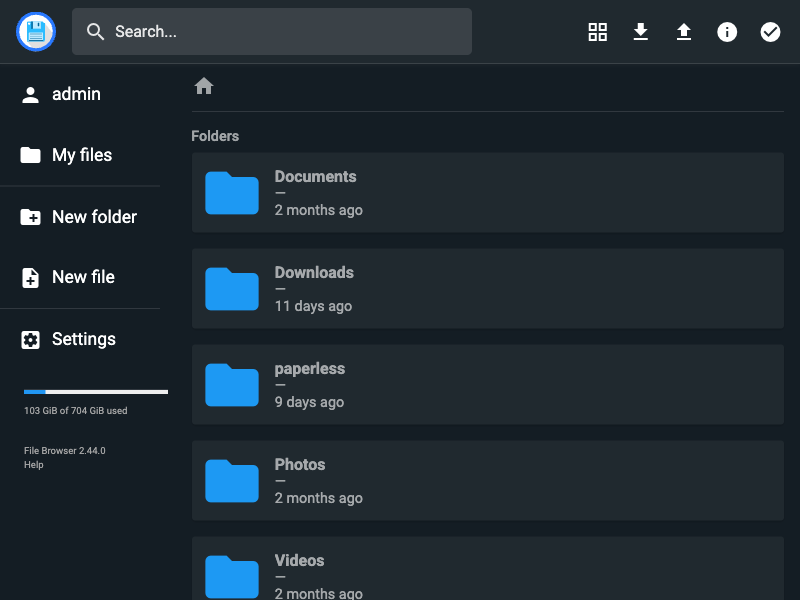 Search...
admin
My files
New folder
New file
Settings
103 GiB of 704 GiB used
File Browser 2.44.0
Help
Folders
Documents
—
2 months ago
Downloads
—
11 days ago
paperless
—
9 days ago
Photos
—
2 months ago
Videos
—
2 months ago